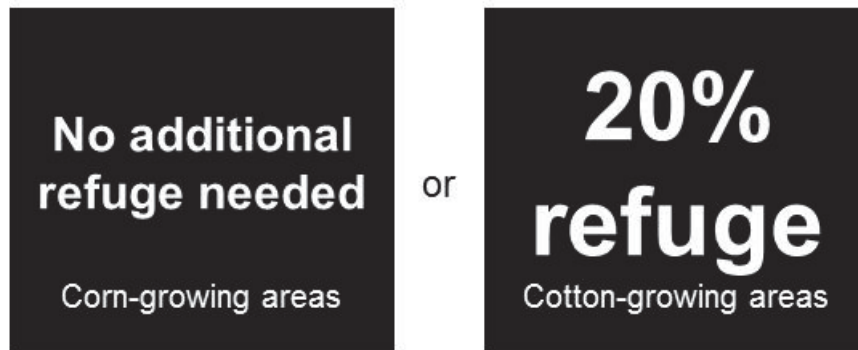 No additional
refuge needed
Corn-growing areas
or
20%
refuge
Cotton-growing areas